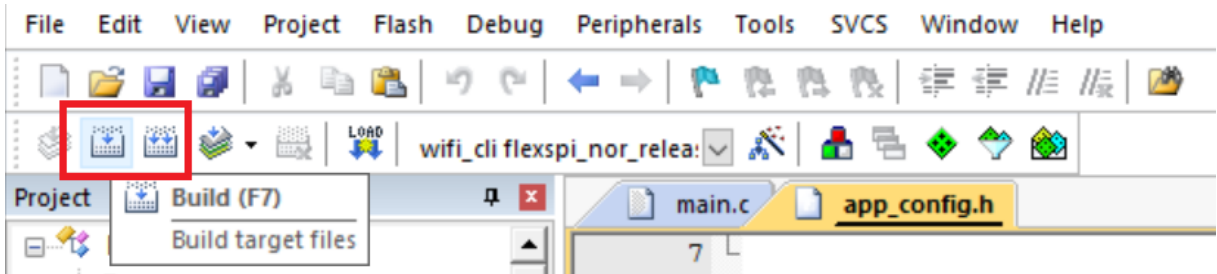 File Edit View Project Flash Debug Peripherals Tools SVCS Window Help
LOAD
wifi_cli flexspi_nor_relea
Project
Build (F7)
Build target files
main.c
app_config.h
7